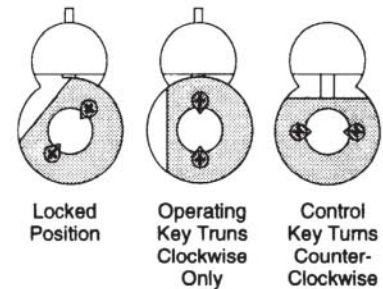 Locked
Position
Operating
Key Truns
Clockwise
Only
Control
Key Turns
Counter-
Clockwise